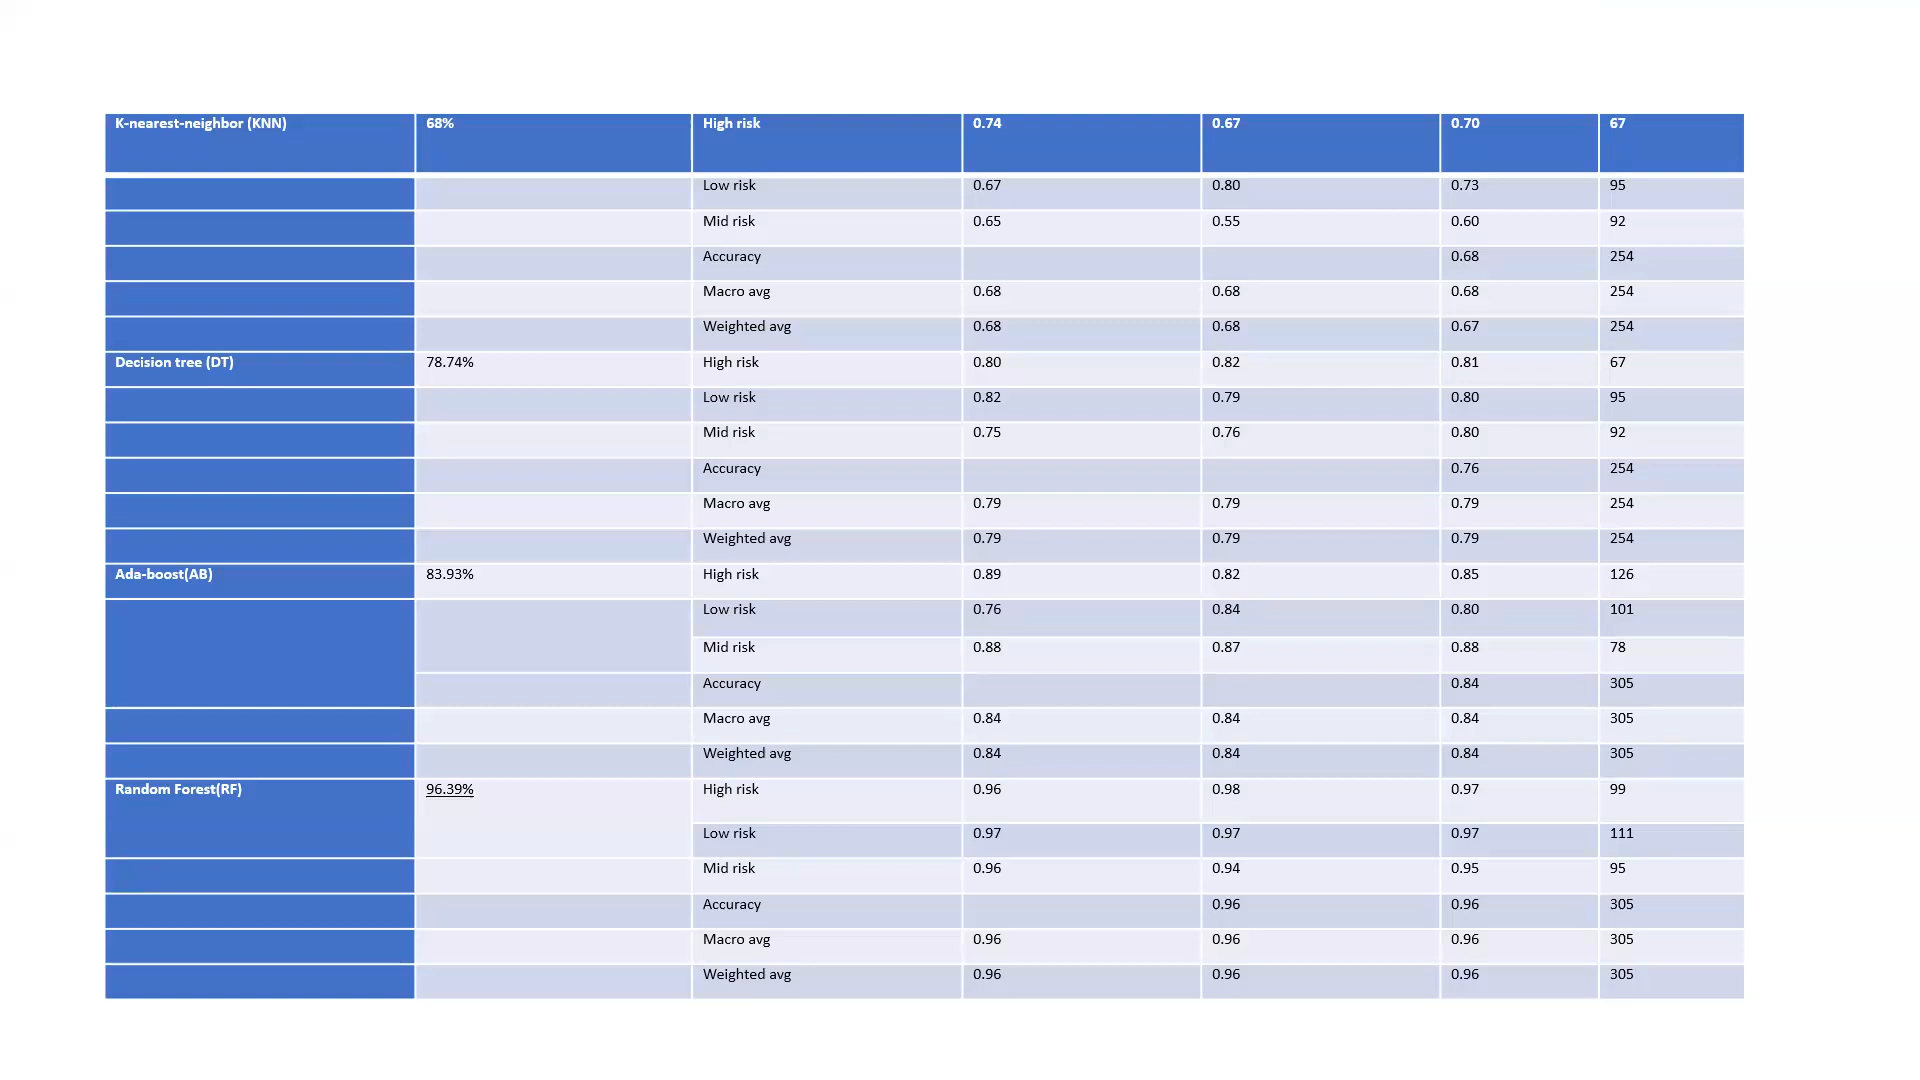 K-nearest-neighbor (KNN) 68% High risk 0.74 0.67 0.70 67
Low risk 0.67 0.80 0.73 95
Mid risk 0.65 0.55 0.60 92
Accuracy 0.68 254
Macro avg 0.68 0.68 0.68 254
Weighted avg 0.68 0.68 0.67 254
Decision tree (DT) 78.74% High risk 0.80 0.82 0.81 67
Low risk 0.82 0.79 0.80 95
Mid risk 0.75 0.76 0.80 92
Accuracy 0.76 254
Macro avg 0.79 0.79 0.79 254
Weighted avg 0.79 0.79 0.79 254
Ada-boost(AB) 83.93% High risk 0.89 0.82 0.85 126
Low risk 0.76 0.84 0.80 101
Mid risk 0.88 0.87 0.88 78
Accuracy 0.84 305
Macro avg 0.84 0.84 0.84 305
Weighted avg 0.84 0.84 0.84 305
Random Forest(RF) 96.39% High risk 0.96 0.98 0.97 99
Low risk 0.97 0.97 0.97 111
Mid risk 0.96 0.94 0.95 95
Accuracy 0.96 0.96 305
Macro avg 0.96 0.96 0.96 305
Weighted avg 0.96 0.96 0.96 305